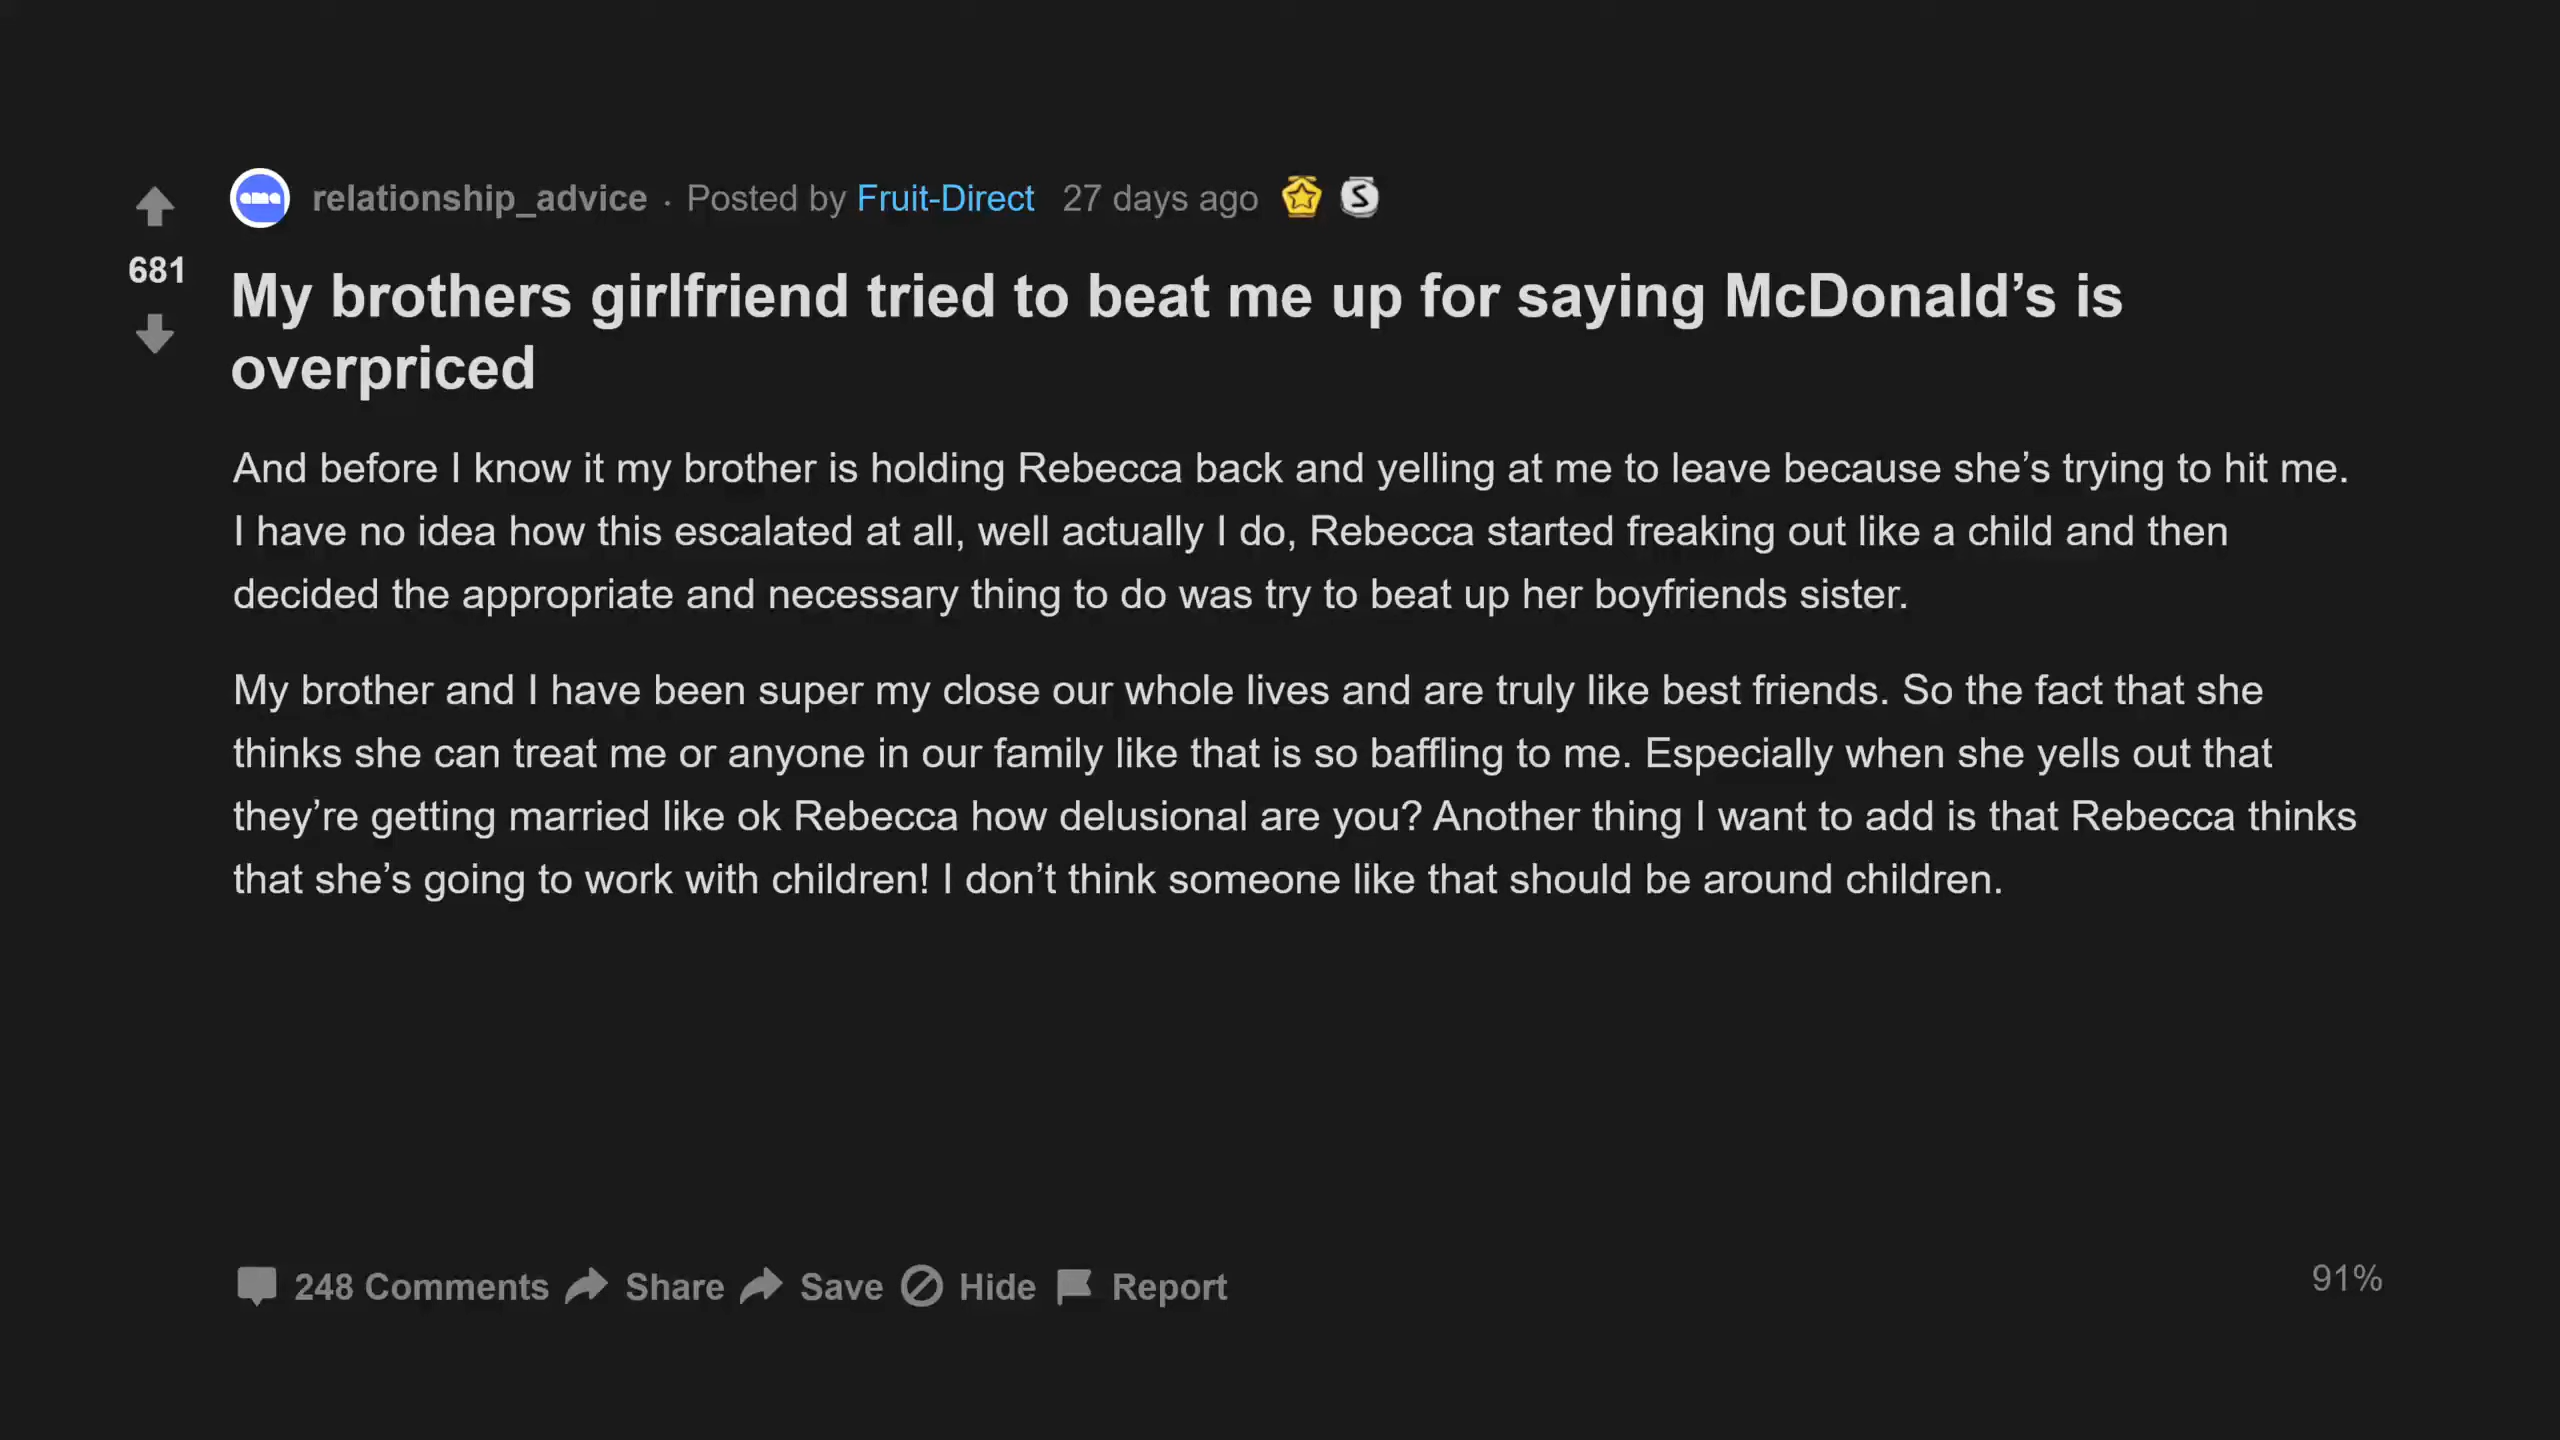 ama relationship_advice · Posted by Fruit-Direct 27 days ago S
681
My brothers girlfriend tried to beat me up for saying McDonald’s is
overpriced
And before I know it my brother is holding Rebecca back and yelling at me to leave because she’s trying to hit me.
I have no idea how this escalated at all, well actually I do, Rebecca started freaking out like a child and then
decided the appropriate and necessary thing to do was try to beat up her boyfriends sister.
My brother and I have been super my close our whole lives and are truly like best friends. So the fact that she
thinks she can treat me or anyone in our family like that is so baffling to me. Especially when she yells out that
they’re getting married like ok Rebecca how delusional are you? Another thing I want to add is that Rebecca thinks
that she’s going to work with children! I don’t think someone like that should be around children.
248 Comments Share Save Hide Report
91%